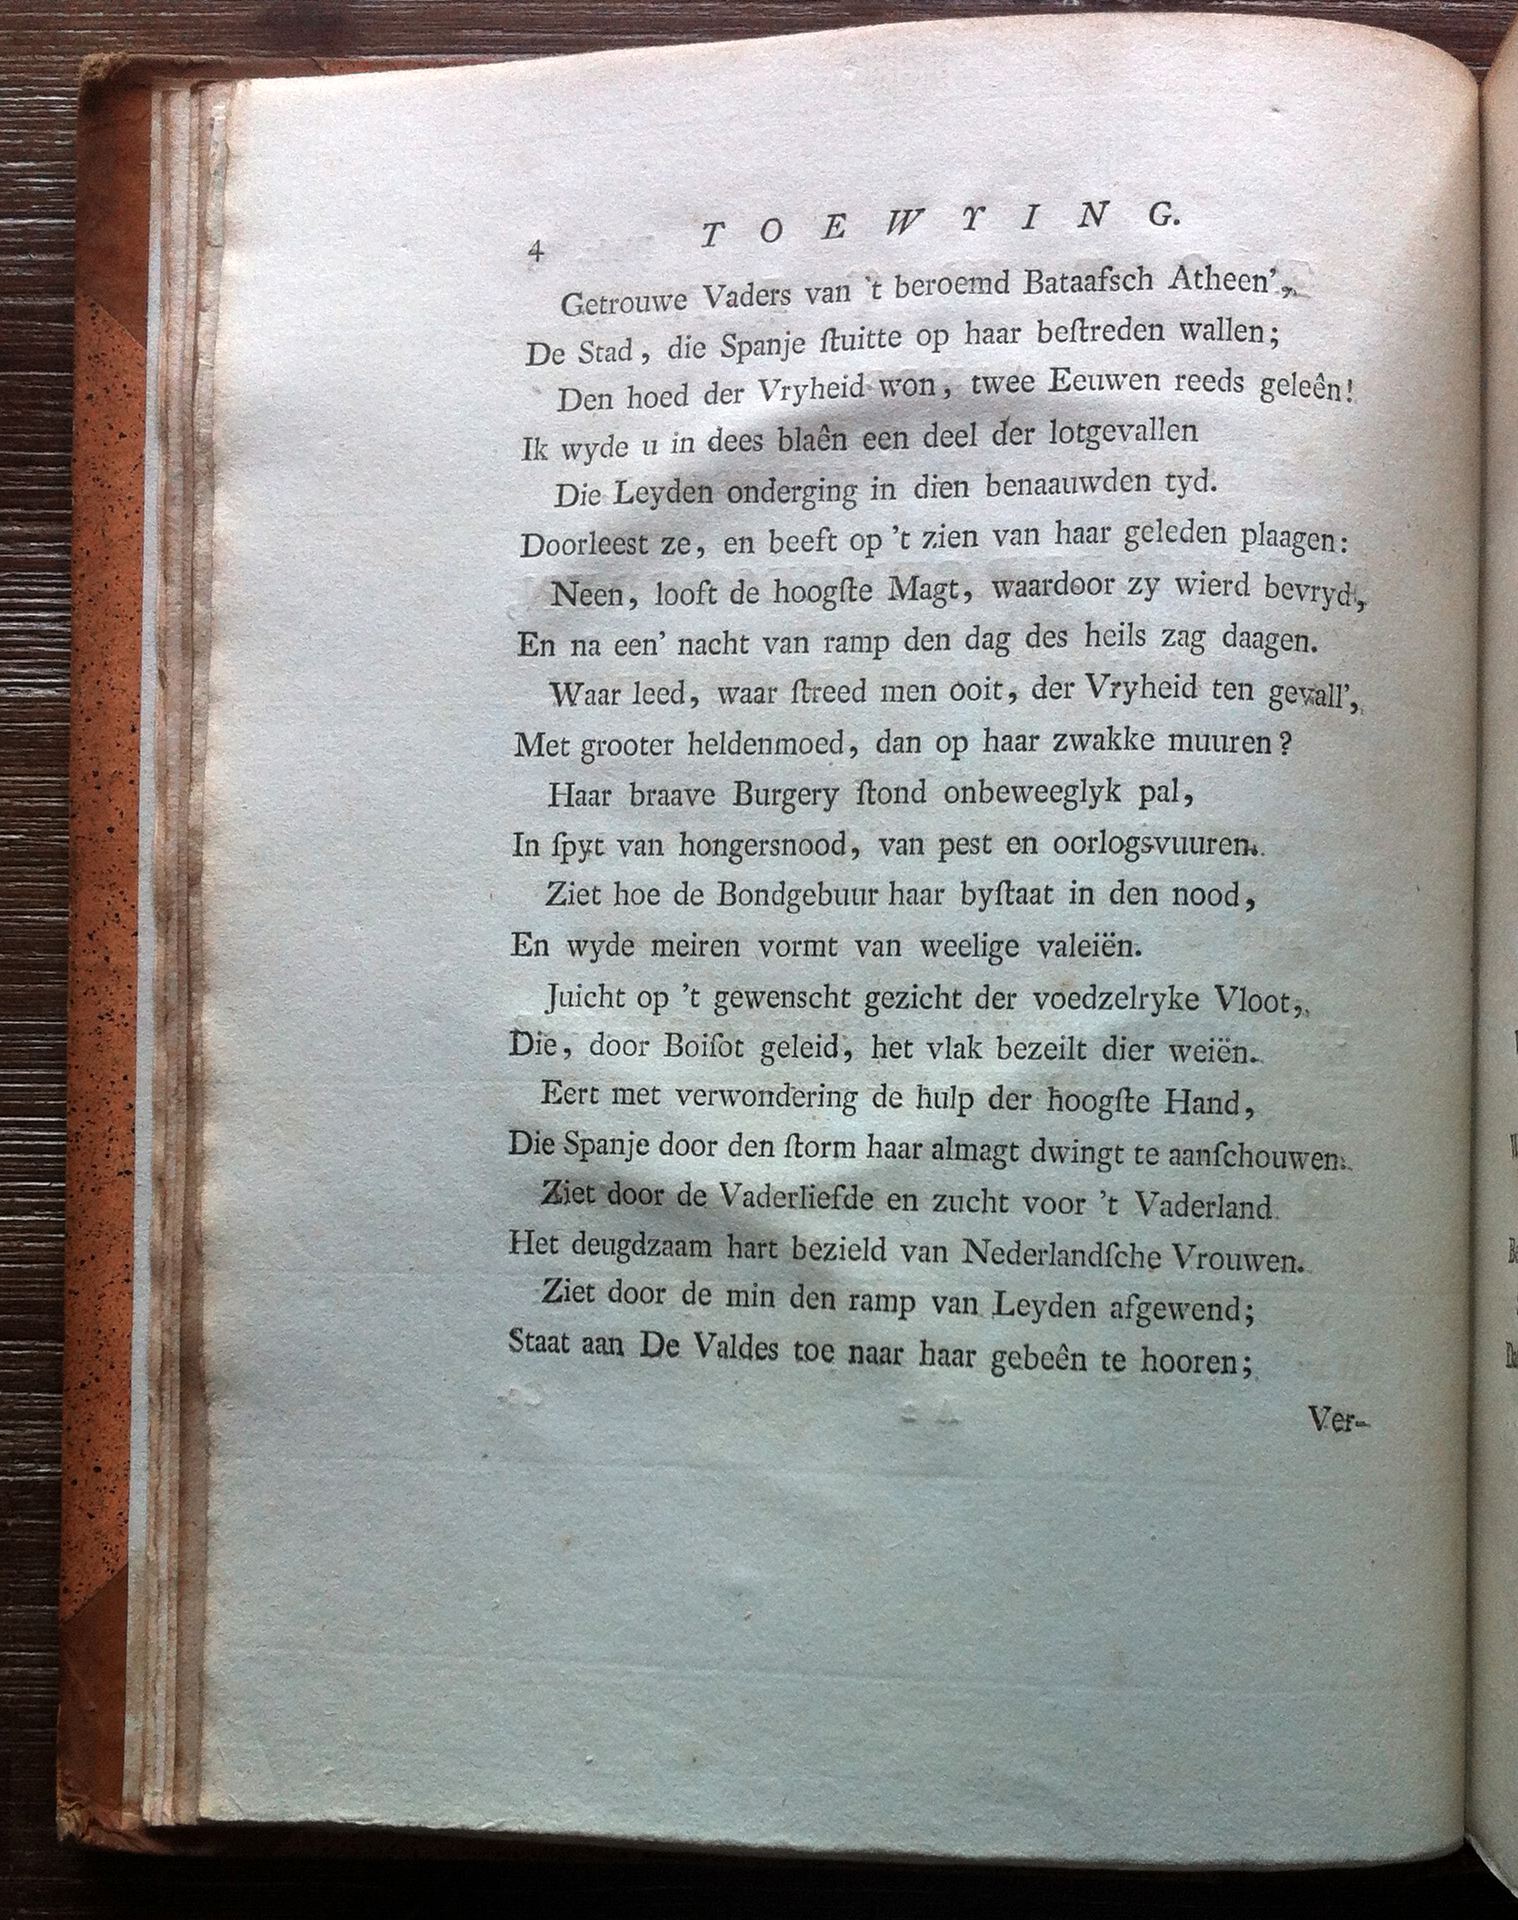 4 TOEWYING.
Getrouwe Vaders van 't beroemd Bataafsch Atheen',
De Stad, die Spanje ſtuitte op haar beſtreden wallen;
Den hoed der Vryheid won, twee Eeuwen reeds geleên!
Ik wyde u in dees blaên een deel der lotgevallen
Die Leyden onderging in dien benaauwden tyd.
Doorleest ze, en beeft op 't zien van haar geleden plaagen:
Neen, looft de hoogſte Magt, waardoor zy wierd bevryd,
En na een' nacht van ramp den dag des heils zag daagen.
Waar leed, waar ſtreed men ooit, der Vryheid ten gevall',
Met grooter heldenmoed, dan op haar zwakke muuren?
Haar braave Burgery ſtond onbeweeglyk pal,
In ſpyt van hongersnood, van pest en oorlogsvuuren.
Ziet hoe de Bondgebuur haar byſtaat in den nood,
En wyde meiren vormt van weelige valeiën.
Juicht op 't gewenscht gezicht der voedzelryke Vloot,
Die, door Boiſot geleid, het vlak bezeilt dier weiën.
Eert met verwondering de hulp der hoogſte Hand,
Die Spanje door den ſtorm haar almagt dwingt te aanſchouwen.
Ziet door de Vaderliefde en zucht voor 't Vaderland
Het deugdzaam hart bezield van Nederlandſche Vrouwen.
Ziet door de min den ramp van Leyden afgewend;
Staat aan De Valdes toe naar haar gebeên te hooren;
Ver-